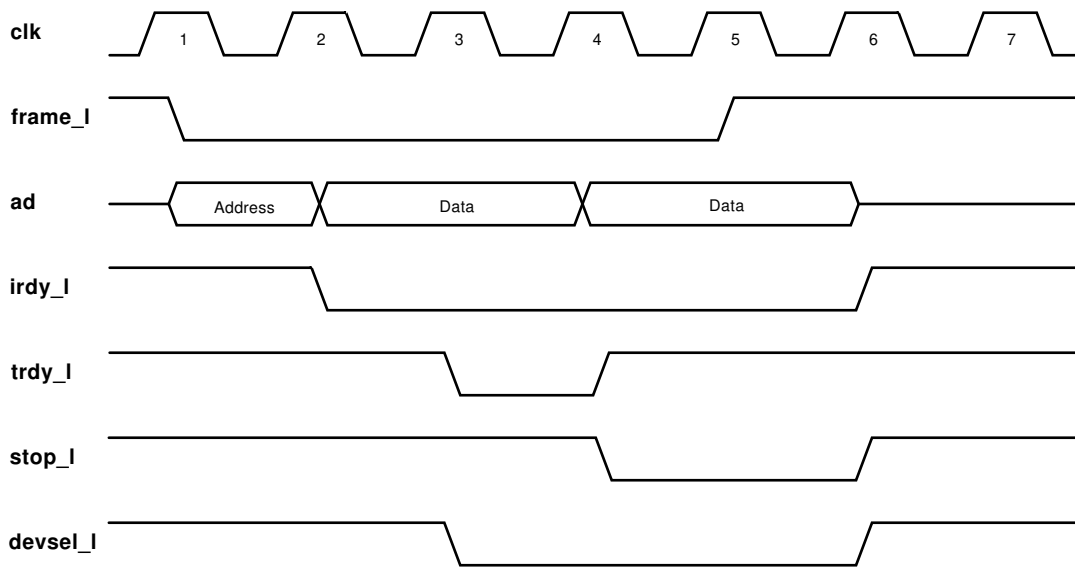 clk 1 2 3 4 5 6 7
frame_l
ad Address Data Data
irdy_l
trdy_l
stop_l
devsel_l